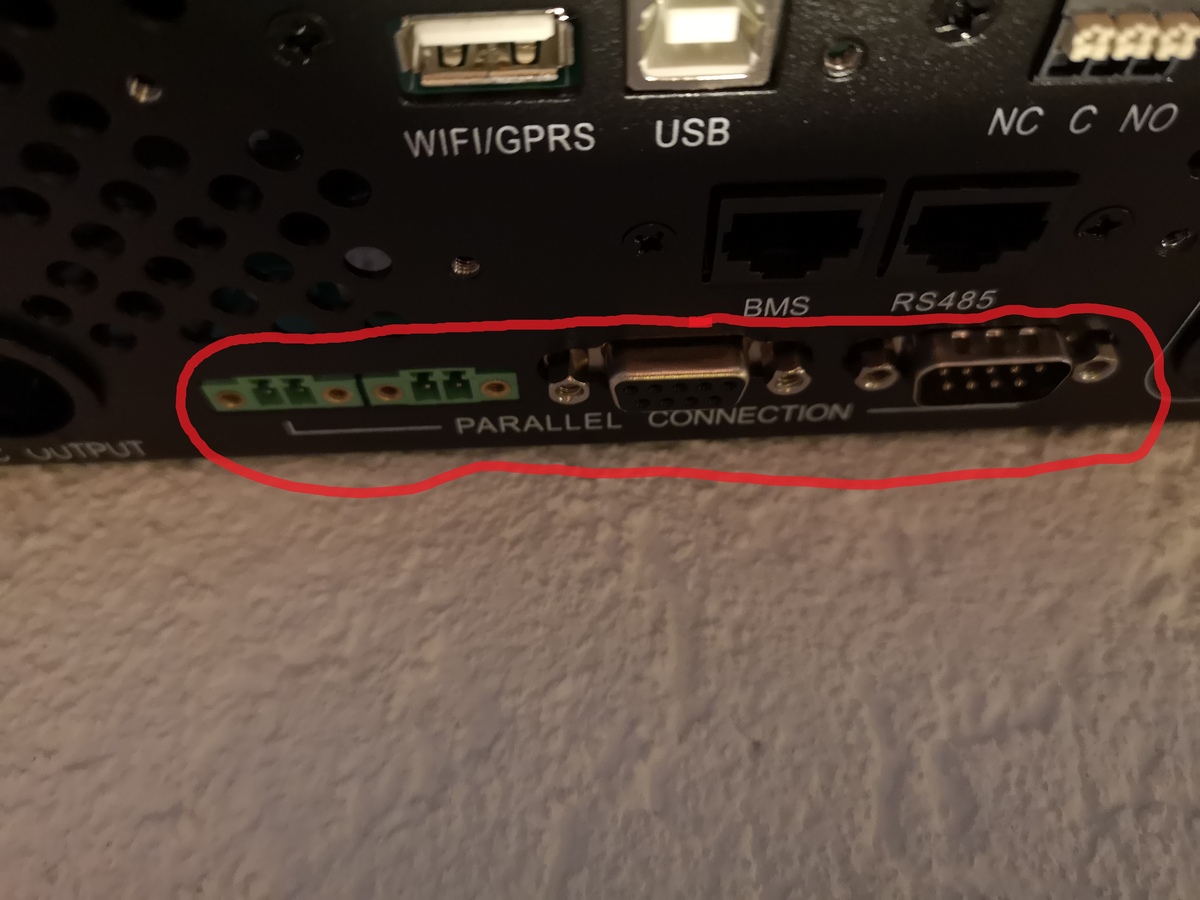 WIFI/GPRS USB NC C NO
BMS RS485
PARALLEL CONNECTION
OUTPUT